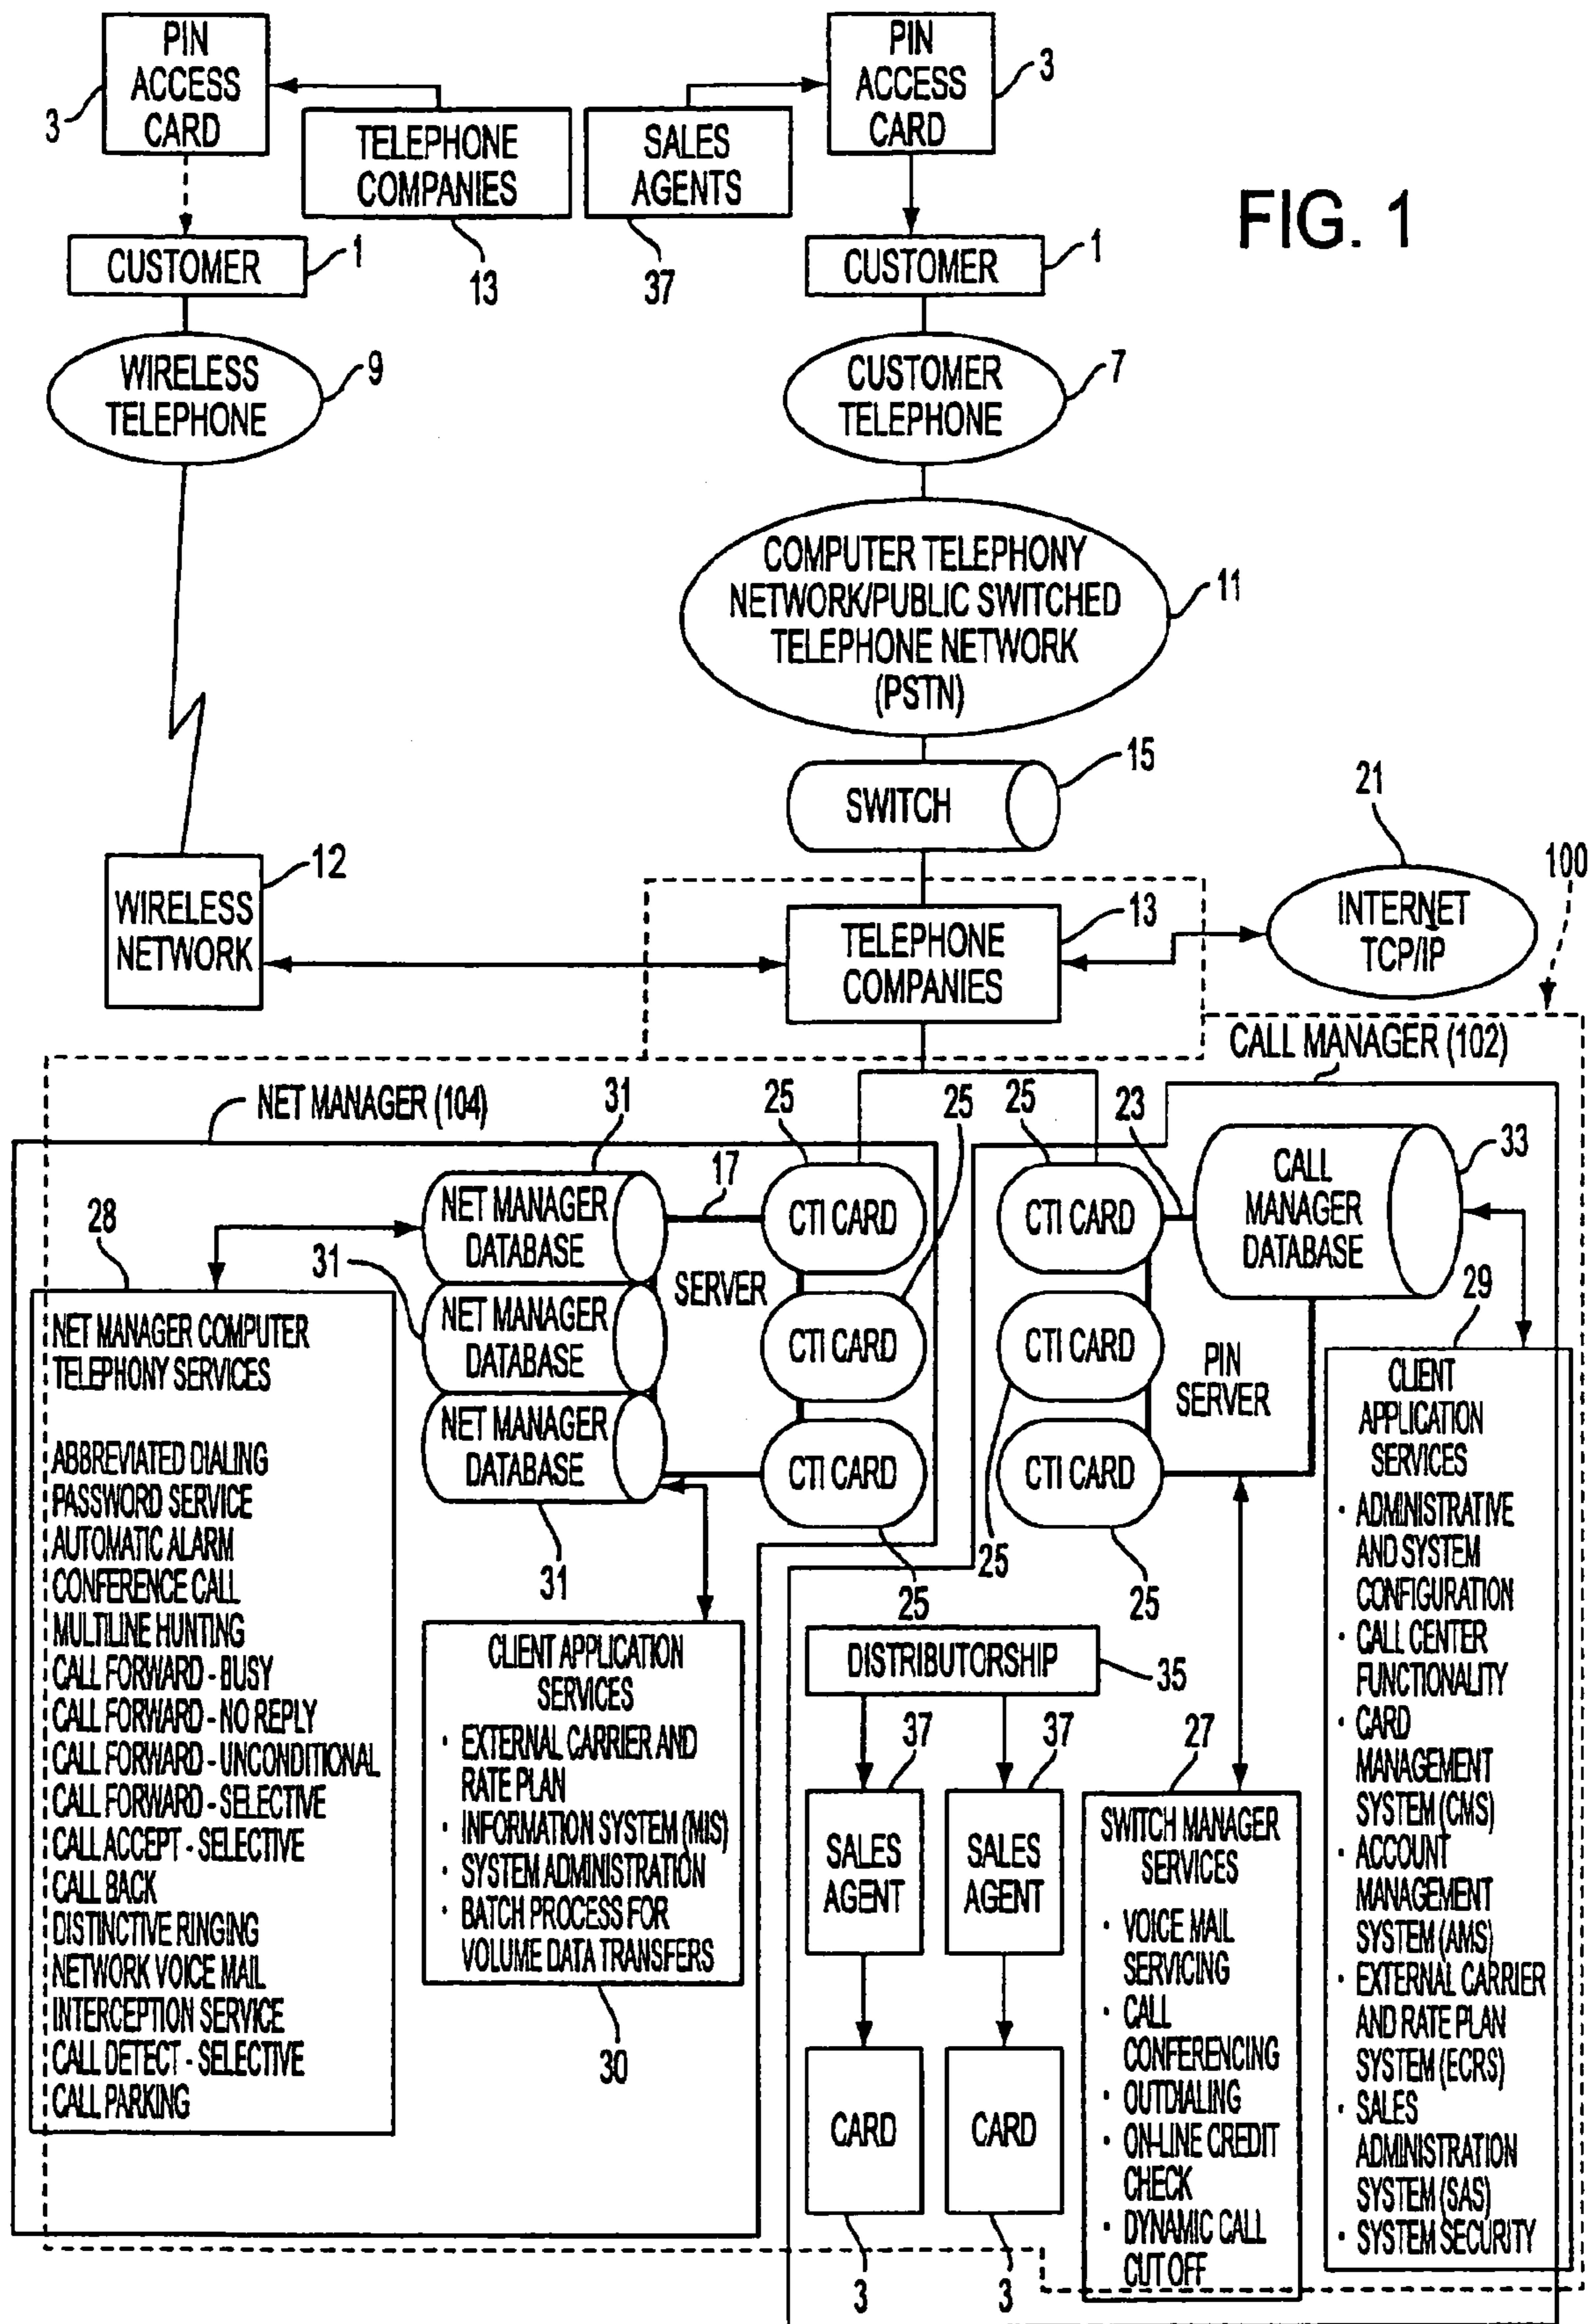 PIN
ACCESS
CARD
3
TELEPHONE
COMPANIES
13
SALES
AGENTS
37
PIN
ACCESS
CARD
3
FIG. 1
CUSTOMER
1
CUSTOMER
1
WIRELESS
TELEPHONE
9
CUSTOMER
TELEPHONE
7
COMPUTER TELEPHONY
NETWORK/PUBLIC SWITCHED
TELEPHONE NETWORK
(PSTN)
11
SWITCH
15
WIRELESS
NETWORK
12
TELEPHONE
COMPANIES
13
INTERNET
TCP/IP
21
100
CALL MANAGER (102)
NET MANAGER (104)
31
25
25
25
23
33
NET MANAGER
DATABASE
17
CTI CARD
CTI CARD
CALL
MANAGER
DATABASE
28
31
NET MANAGER
DATABASE
SERVER
CTI CARD
CTI CARD
PIN
SERVER
29
NET MANAGER
DATABASE
CTI CARD
CTI CARD
25
31
25
25
NET MANAGER COMPUTER
TELEPHONY SERVICES
ABBREVIATED DIALING
PASSWORD SERVICE
AUTOMATIC ALARM
CONFERENCE CALL
MULTILINE HUNTING
CALL FORWARD - BUSY
CALL FORWARD - NO REPLY
CALL FORWARD - UNCONDITIONAL
CALL FORWARD - SELECTIVE
CALL ACCEPT - SELECTIVE
CALL BACK
DISTINCTIVE RINGING
NETWORK VOICE MAIL
INTERCEPTION SERVICE
CALL DETECT - SELECTIVE
CALL PARKING
CLIENT APPLICATION
SERVICES
· EXTERNAL CARRIER AND
RATE PLAN
· INFORMATION SYSTEM (MIS)
· SYSTEM ADMINISTRATION
· BATCH PROCESS FOR
VOLUME DATA TRANSFERS
30
DISTRIBUTORSHIP
35
37
37
SALES
AGENT
SALES
AGENT
CARD
CARD
3
3
27
SWITCH MANAGER
SERVICES
· VOICE MAIL
SERVICING
· CALL
CONFERENCING
· OUTDIALING
· ON-LINE CREDIT
CHECK
· DYNAMIC CALL
CUT OFF
CLIENT
APPLICATION
SERVICES
· ADMINISTRATIVE
AND SYSTEM
CONFIGURATION
· CALL CENTER
FUNCTIONALITY
· CARD
MANAGEMENT
SYSTEM (CMS)
· ACCOUNT
MANAGEMENT
SYSTEM (AMS)
· EXTERNAL CARRIER
AND RATE PLAN
SYSTEM (ECRS)
· SALES
ADMINISTRATION
SYSTEM (SAS)
· SYSTEM SECURITY